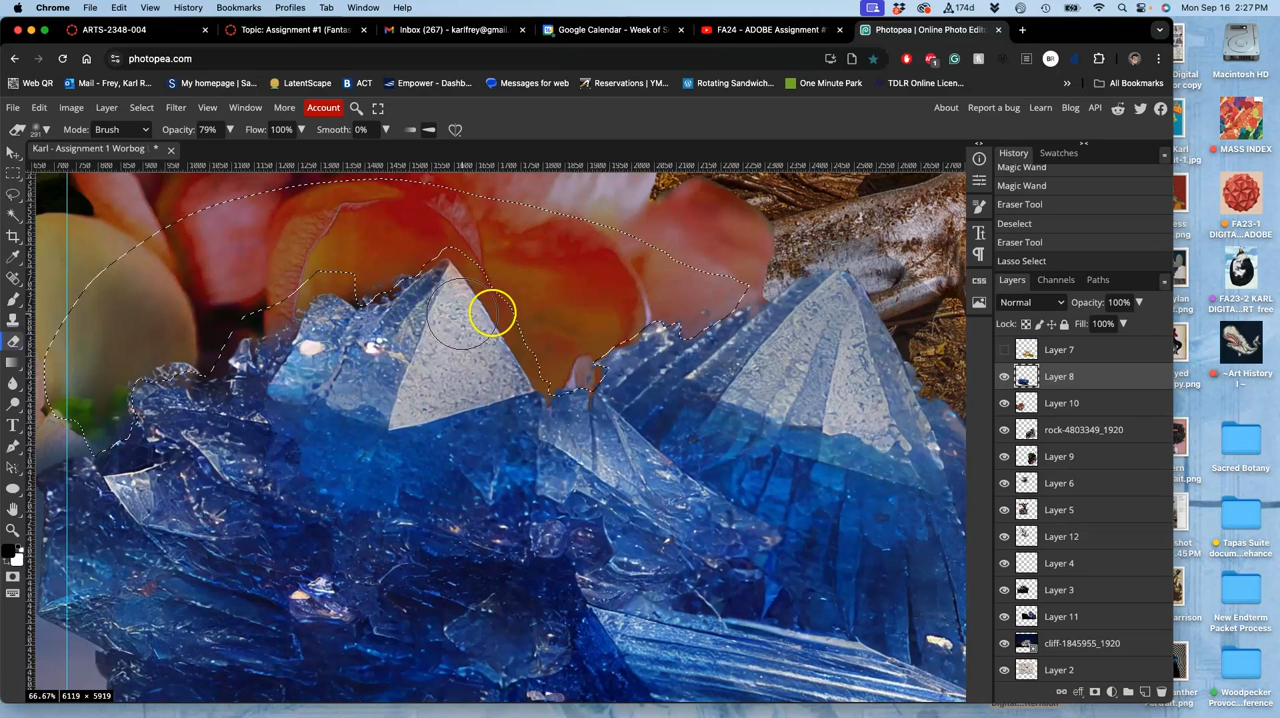 Chrome File Edit View History Bookmarks Profiles Tab Window Help 174d Mon Sep 16 2:27 PM
ARTS-2348-004 Topic: Assignment #1 (Fantas Inbox (267) - karlfrey@gmail. Google Calendar - Week of S FA24 - ADOBE Assignment # Photopea | Online Photo Edit
photopea.com
Web QR Mail – Frey, Karl R... My homepage | Sa... LatentScape ACT Empower - Dashb... Messages for web Reservations | YM... Rotating Sandwich... One Minute Park TDLR Online Licen... All Bookmarks
File Edit Image Layer Select Filter View Window More Account About Report a bug Learn Blog API
291 Mode: Brush Opacity: 79% Flow: 100% Smooth: 0%
Karl - Assignment 1 Worbog *
History Swatches
Magic Wand
Magic Wand
Eraser Tool
Deselect
Eraser Tool
Lasso Select
Layers Channels Paths
CSS
Normal Opacity: 100%
Lock: Fill: 100%
Layer 7
Layer 8
Layer 10
rock-4803349_1920
Layer 9
Layer 6
Layer 5
Layer 12
Layer 4
Layer 3
Layer 11
cliff-1845955_1920
Layer 2
66.67% 6119 × 5919
Macintosh HD
MASS INDEX
FA23-1
DIGITA...ADOBE
FA23-2 KARL
DIGITA...RT free
~Art History
I ~
Sacred Botany
Tapas Suite
docum...ehance
New Endterm
Packet Process
Woodpecker
Provoc...ference